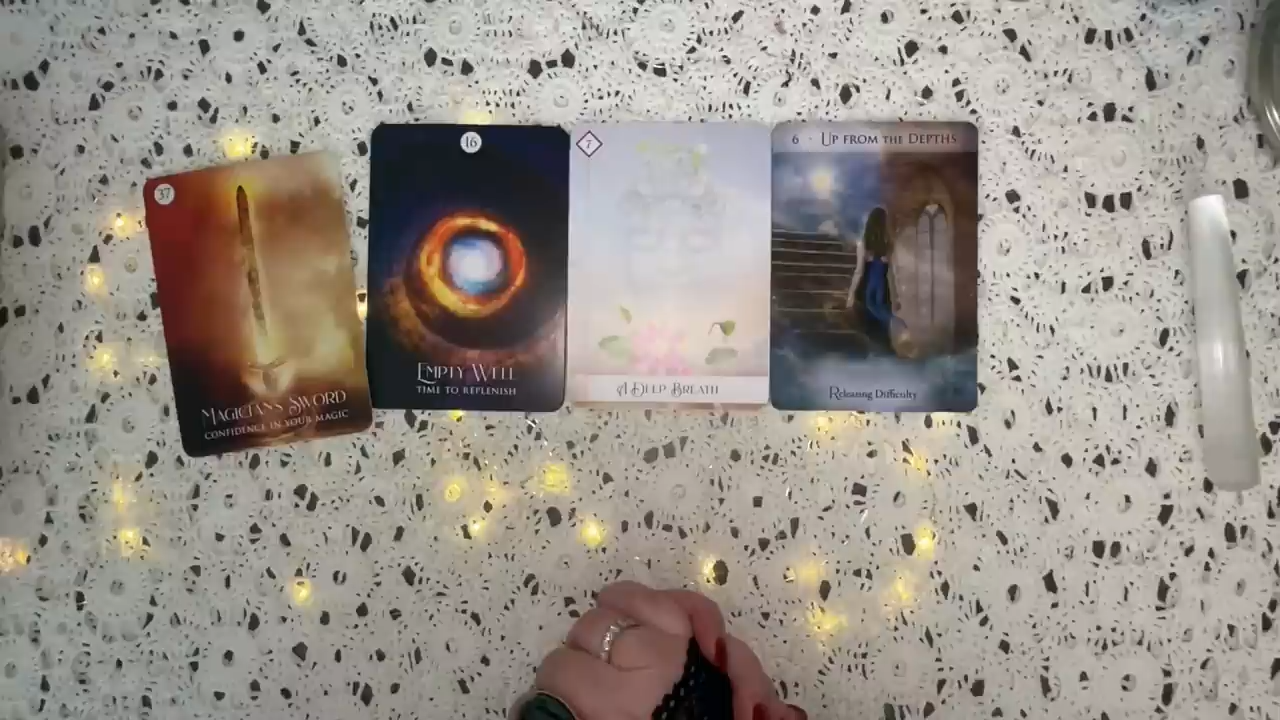 37
MAGICIAN'S SWORD
CONFIDENCE IN YOUR MAGIC
16
EMPTY WELL
TIME TO REPLENISH
7
A DEEP BREATH
6 · UP FROM THE DEPTHS
Releasing Difficulty